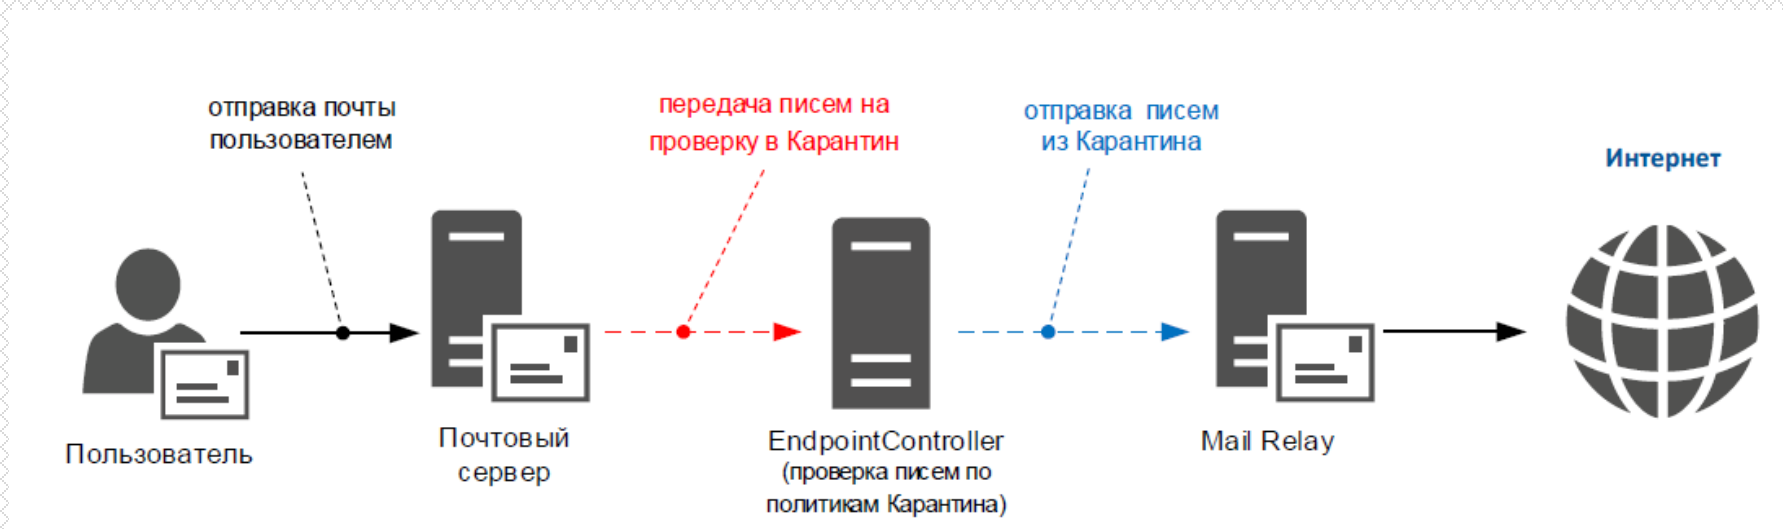 отправка почты
пользователем
передача писем на
проверку в Карантин
отправка писем
из Карантина
Интернет
Пользователь
Почтовый
сервер
EndpointController
(проверка писем по
политикам Карантина)
Mail Relay